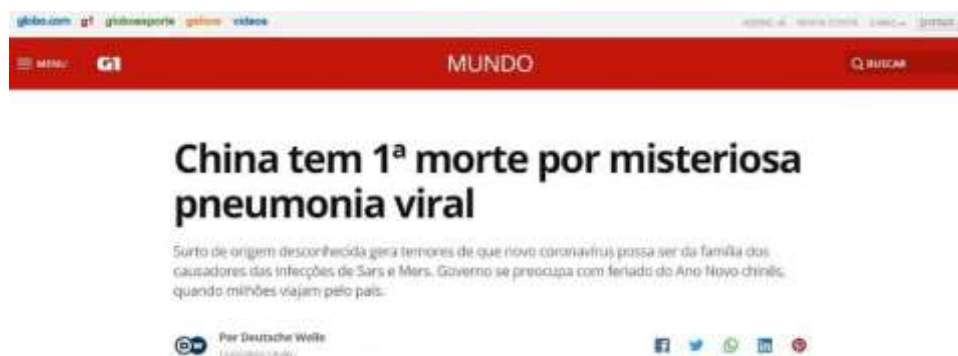 globo.com g1 globoesporte gshow videos
MENU G1 MUNDO BUSCAR
China tem 1ª morte por misteriosa
pneumonia viral
Surto de origem desconhecida gera temores de que novo coronavírus possa ser da família dos
causadores das infecções de Sars e Mers. Governo se preocupa com feriado do Ano Novo chinês,
quando milhões viajam pelo país.
Por Deutsche Welle